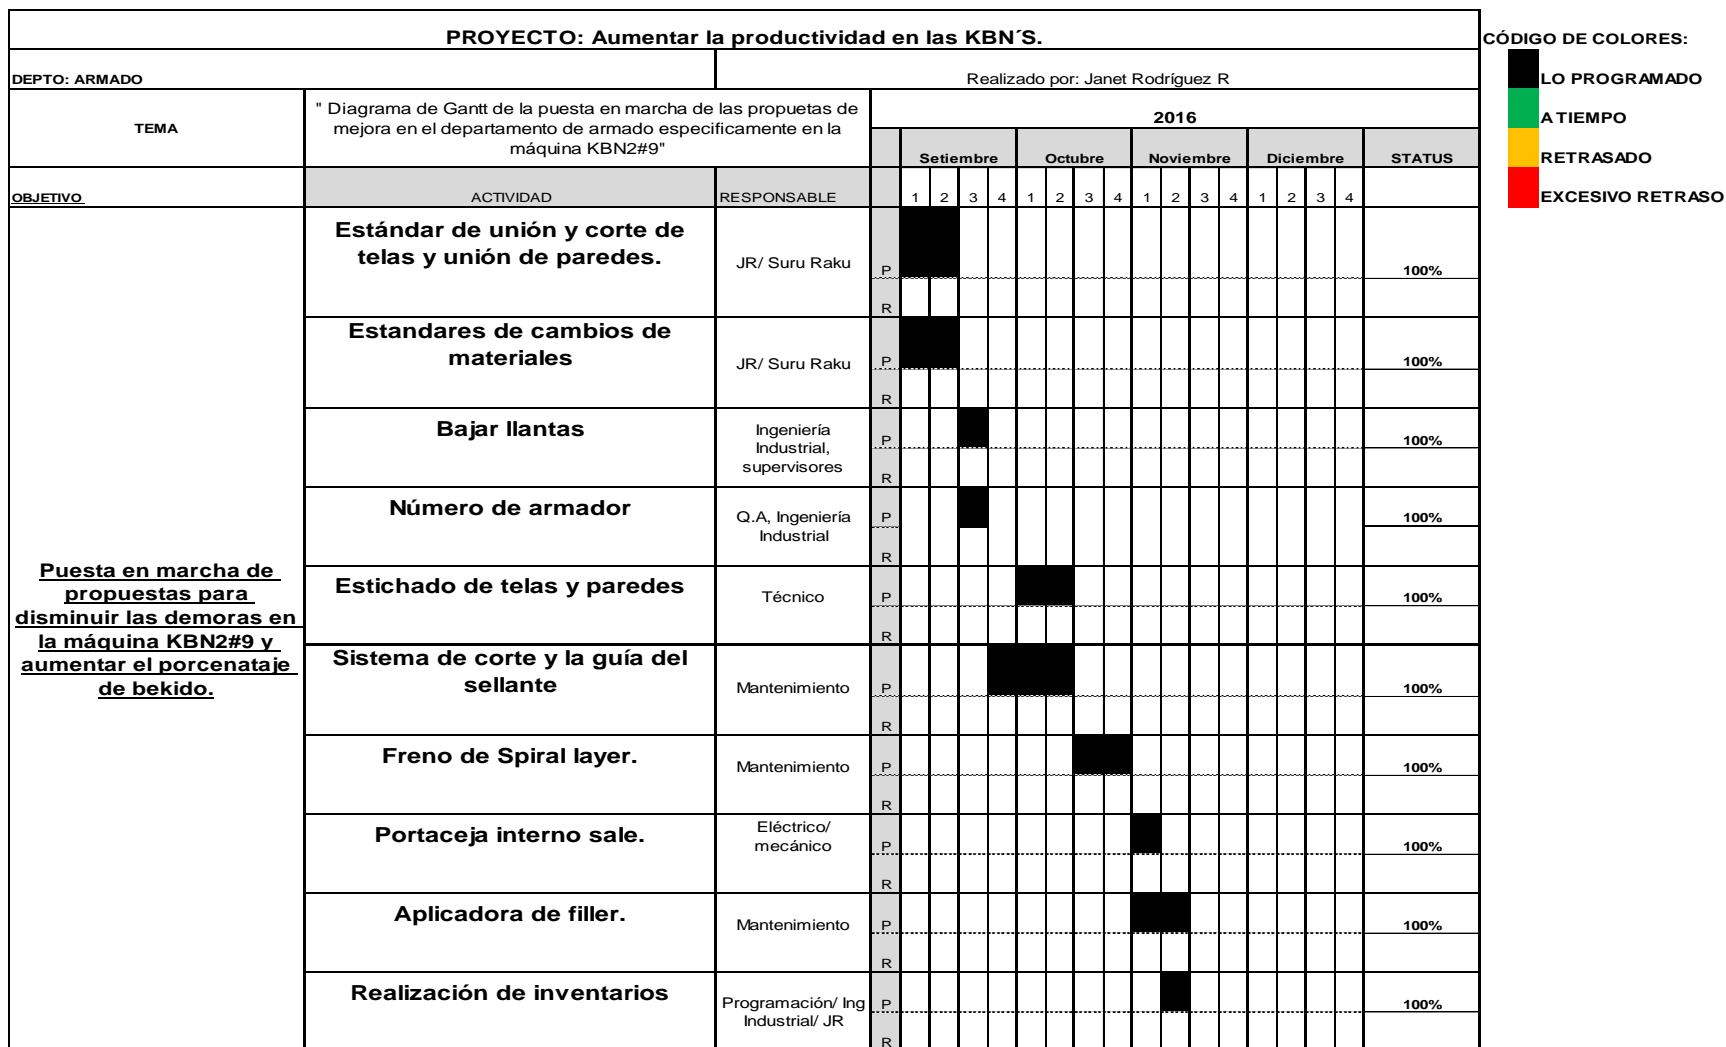 PROYECTO: Aumentar la productividad en las KBN´S.
CÓDIGO DE COLORES:
DEPTO: ARMADO
Realizado por: Janet Rodríguez R
LO PROGRAMADO
TEMA
" Diagrama de Gantt de la puesta en marcha de las propuetas de
mejora en el departamento de armado especificamente en la
máquina KBN2#9"
2016
A TIEMPO
Setiembre Octubre Noviembre Diciembre STATUS
RETRASADO
OBJETIVO ACTIVIDAD RESPONSABLE 1 2 3 4 1 2 3 4 1 2 3 4 1 2 3 4
EXCESIVO RETRASO
Puesta en marcha de
propuestas para
disminuir las demoras en
la máquina KBN2#9 y
aumentar el porcenataje
de bekido.
Estándar de unión y corte de
telas y unión de paredes.
JR/ Suru Raku
P
100%
R
Estandares de cambios de
materiales
JR/ Suru Raku
P
100%
R
Bajar llantas
Ingeniería
Industrial,
supervisores
P
100%
R
Número de armador
Q.A, Ingeniería
Industrial
P
100%
R
Estichado de telas y paredes
Técnico
P
100%
R
Sistema de corte y la guía del
sellante
Mantenimiento
P
100%
R
Freno de Spiral layer.
Mantenimiento
P
100%
R
Portaceja interno sale.
Eléctrico/
mecánico
P
100%
R
Aplicadora de filler.
Mantenimiento
P
100%
R
Realización de inventarios
Programación/ Ing
Industrial/ JR
P
100%
R